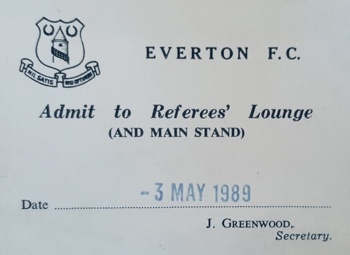 EVERTON F.C.
NIL SATIS NISI OPTIMUM
Admit to Referees' Lounge
(AND MAIN STAND)
Date - 3 MAY 1989
J. GREENWOOD,
Secretary.